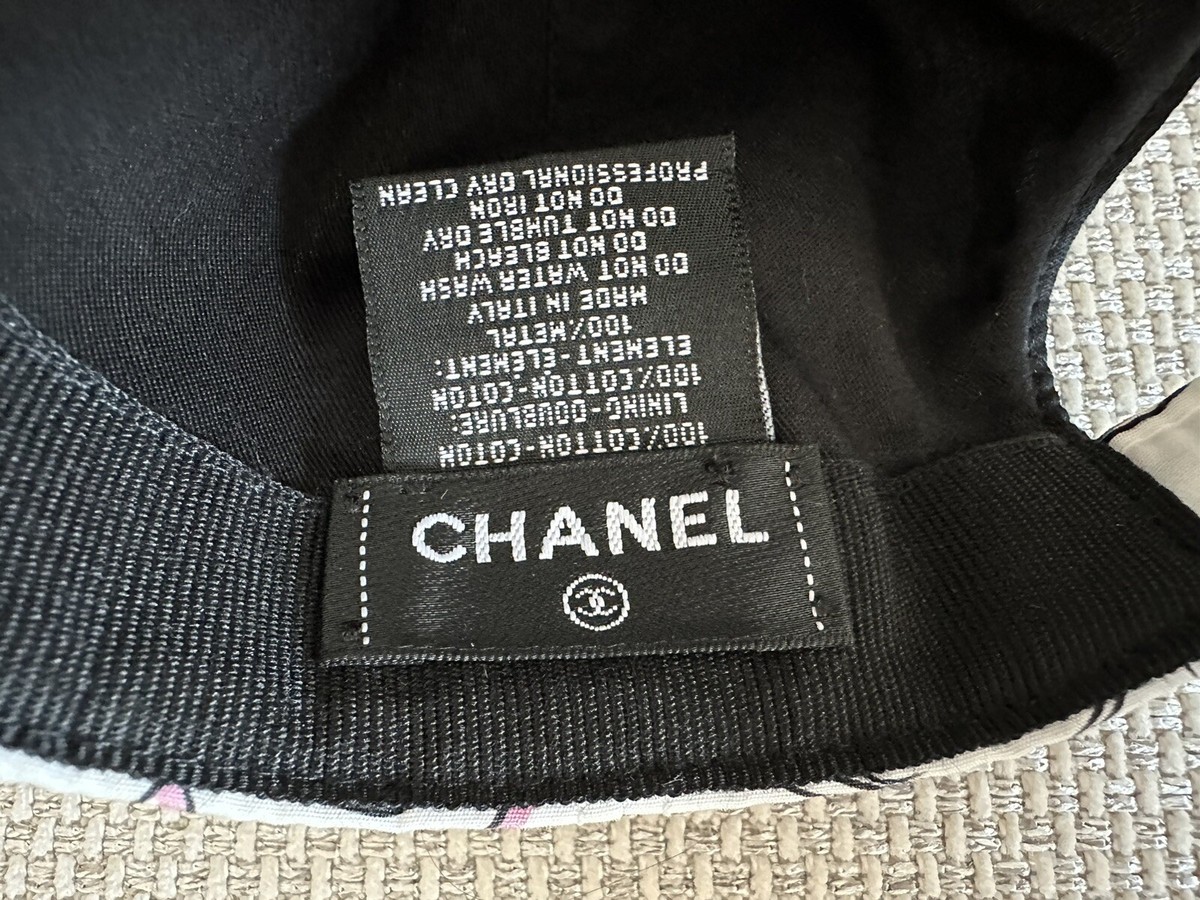 100%COTTON-COTON
LINING-DOUBLURE:
100%COTTON-COTON
ELEMENT-ELEMENT:
100%METAL
MADE IN ITALY
DO NOT WATER WASH
DO NOT BLEACH
DO NOT TUMBLE DRY
DO NOT IRON
PROFESSIONAL DRY CLEAN
CHANEL